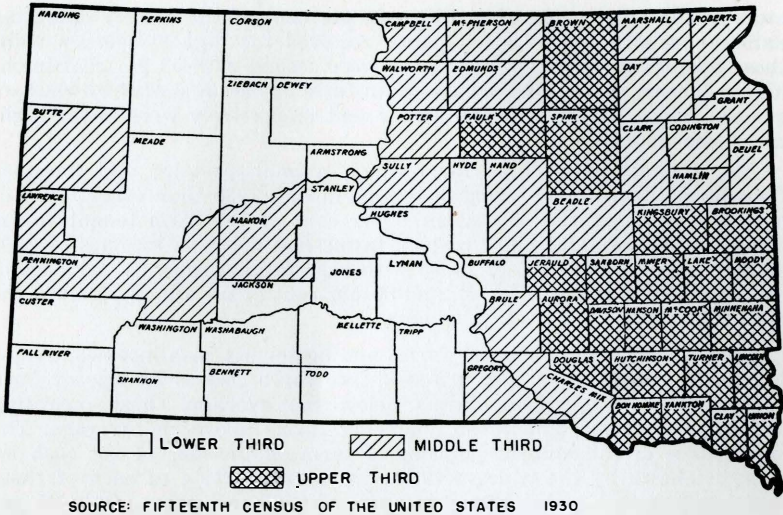 HARDING PERKINS CORSON CAMPBELL McPHERSON BROWN MARSHALL ROBERTS
WALWORTH EDMUNDS DAY
ZIEBACH DEWEY
GRANT
BUTTE POTTER FAULK SPINK CLARK CODINGTON
MEADE
ARMSTRONG DEUEL
SULLY HYDE HAND HAMLIN
LAWRENCE STANLEY
BEADLE
HUGHES KINGSBURY BROOKINGS
HAAKON
PENNINGTON LYMAN BUFFALO JERAULD SANBORN MINER LAKE MOODY
JONES
JACKSON
CUSTER BRULE AURORA DAVISON HANSON McCOOK MINNEHAHA
WASHINGTON WASHABAUGH MELLETTE TRIPP
FALL RIVER DOUGLAS HUTCHINSON TURNER LINCOLN
BENNETT TODD GREGORY CHARLES MIX
SHANNON
BON HOMME YANKTON CLAY UNION
LOWER THIRD MIDDLE THIRD
UPPER THIRD
SOURCE: FIFTEENTH CENSUS OF THE UNITED STATES 1930